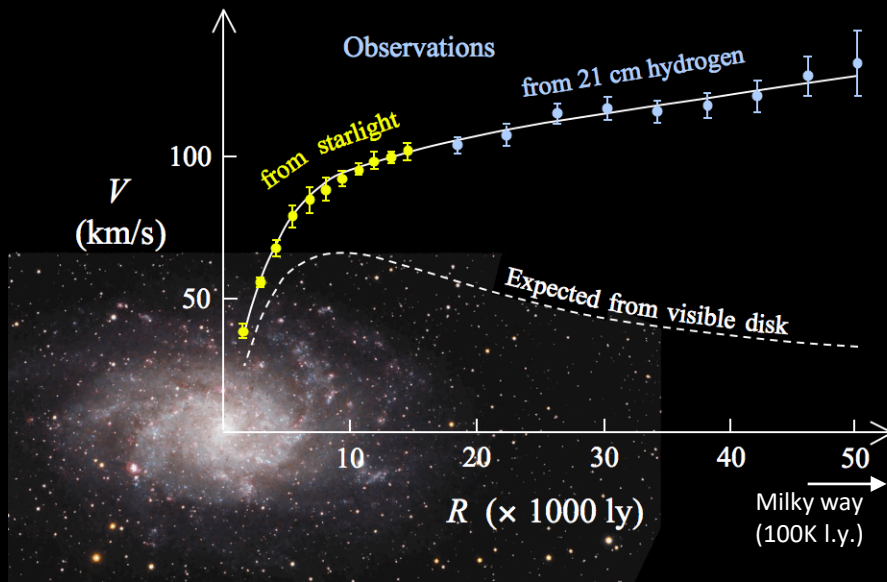 Observations
from 21 cm hydrogen
from starlight
100
V
(km/s)
50
Expected from visible disk
10
20
30
40
50
R (× 1000 ly)
Milky way
(100K l.y.)